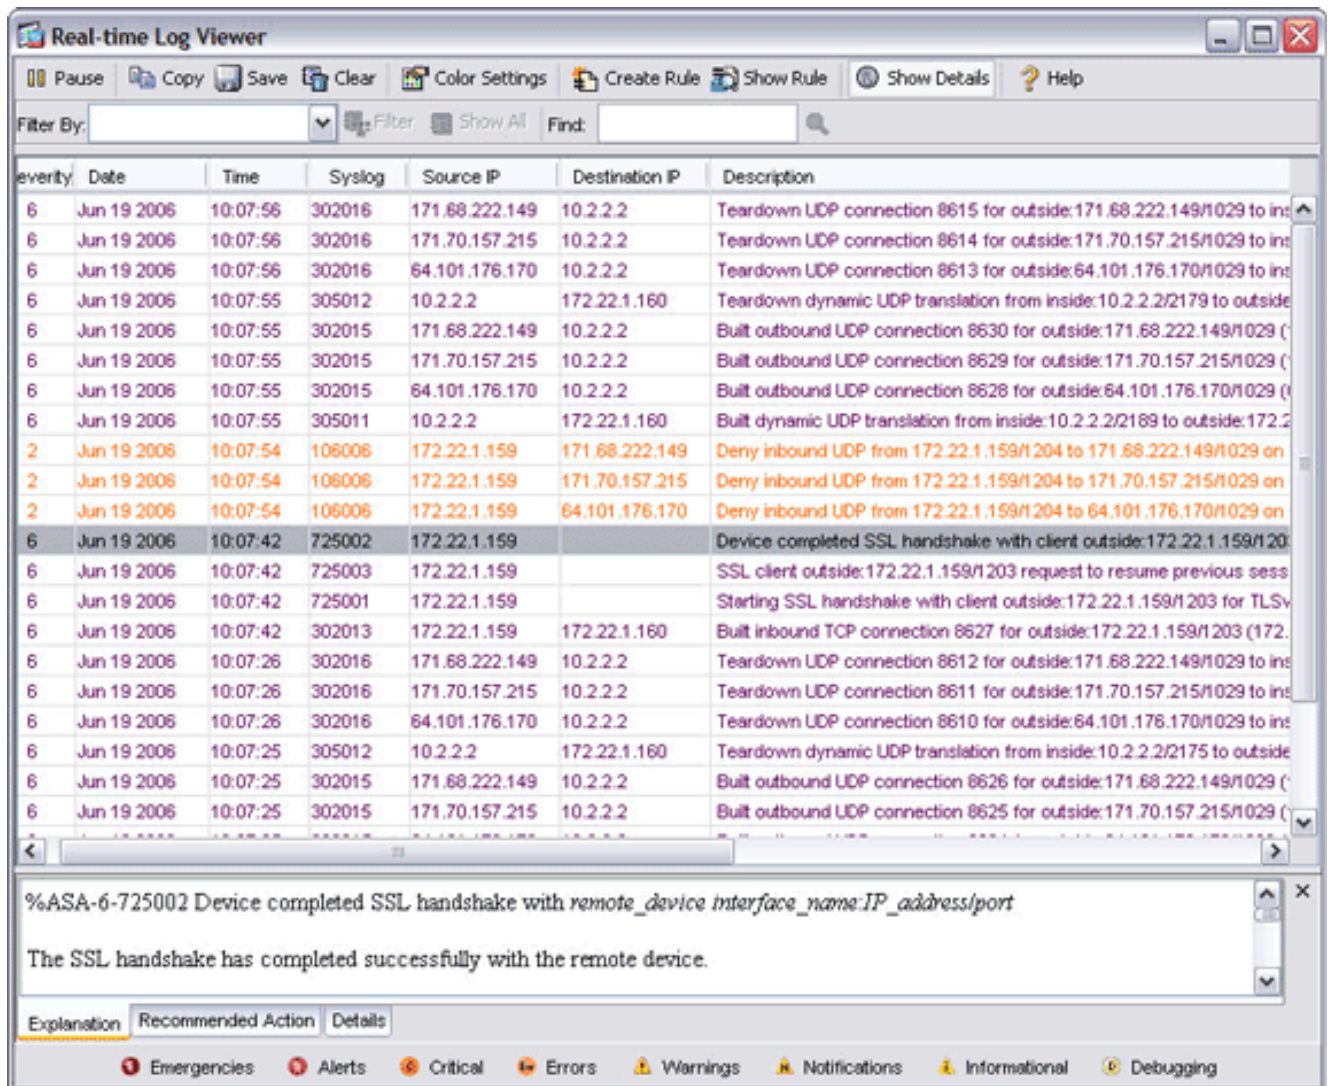 Real-time Log Viewer
Pause Copy Save Clear Color Settings Create Rule Show Rule Show Details Help
Filter By: Filter Show All Find:
everity Date Time Syslog Source IP Destination IP Description
6 Jun 19 2006 10:07:56 302016 171.68.222.149 10.2.2.2 Teardown UDP connection 8615 for outside:171.68.222.149/1029 to ins
6 Jun 19 2006 10:07:56 302016 171.70.157.215 10.2.2.2 Teardown UDP connection 8614 for outside:171.70.157.215/1029 to ins
6 Jun 19 2006 10:07:56 302016 64.101.176.170 10.2.2.2 Teardown UDP connection 8613 for outside:64.101.176.170/1029 to ins
6 Jun 19 2006 10:07:55 305012 10.2.2.2 172.22.1.160 Teardown dynamic UDP translation from inside:10.2.2.2/2179 to outside
6 Jun 19 2006 10:07:55 302015 171.68.222.149 10.2.2.2 Built outbound UDP connection 8630 for outside:171.68.222.149/1029 (
6 Jun 19 2006 10:07:55 302015 171.70.157.215 10.2.2.2 Built outbound UDP connection 8629 for outside:171.70.157.215/1029 (
6 Jun 19 2006 10:07:55 302015 64.101.176.170 10.2.2.2 Built outbound UDP connection 8628 for outside:64.101.176.170/1029 (
6 Jun 19 2006 10:07:55 305011 10.2.2.2 172.22.1.160 Built dynamic UDP translation from inside:10.2.2.2/2189 to outside:172.2
2 Jun 19 2006 10:07:54 106006 172.22.1.159 171.68.222.149 Deny inbound UDP from 172.22.1.159/1204 to 171.68.222.149/1029 on
2 Jun 19 2006 10:07:54 106006 172.22.1.159 171.70.157.215 Deny inbound UDP from 172.22.1.159/1204 to 171.70.157.215/1029 on
2 Jun 19 2006 10:07:54 106006 172.22.1.159 64.101.176.170 Deny inbound UDP from 172.22.1.159/1204 to 64.101.176.170/1029 on
6 Jun 19 2006 10:07:42 725002 172.22.1.159 Device completed SSL handshake with client outside:172.22.1.159/120
6 Jun 19 2006 10:07:42 725003 172.22.1.159 SSL client outside:172.22.1.159/1203 request to resume previous sess
6 Jun 19 2006 10:07:42 725001 172.22.1.159 Starting SSL handshake with client outside:172.22.1.159/1203 for TLSv
6 Jun 19 2006 10:07:42 302013 172.22.1.159 172.22.1.160 Built inbound TCP connection 8627 for outside:172.22.1.159/1203 (172.
6 Jun 19 2006 10:07:26 302016 171.68.222.149 10.2.2.2 Teardown UDP connection 8612 for outside:171.68.222.149/1029 to ins
6 Jun 19 2006 10:07:26 302016 171.70.157.215 10.2.2.2 Teardown UDP connection 8611 for outside:171.70.157.215/1029 to ins
6 Jun 19 2006 10:07:26 302016 64.101.176.170 10.2.2.2 Teardown UDP connection 8610 for outside:64.101.176.170/1029 to ins
6 Jun 19 2006 10:07:25 305012 10.2.2.2 172.22.1.160 Teardown dynamic UDP translation from inside:10.2.2.2/2175 to outside
6 Jun 19 2006 10:07:25 302015 171.68.222.149 10.2.2.2 Built outbound UDP connection 8626 for outside:171.68.222.149/1029 (
6 Jun 19 2006 10:07:25 302015 171.70.157.215 10.2.2.2 Built outbound UDP connection 8625 for outside:171.70.157.215/1029 (
%ASA-6-725002 Device completed SSL handshake with remote_device interface_name:IP_address/port
The SSL handshake has completed successfully with the remote device.
Explanation Recommended Action Details
Emergencies Alerts Critical Errors Warnings Notifications Informational Debugging